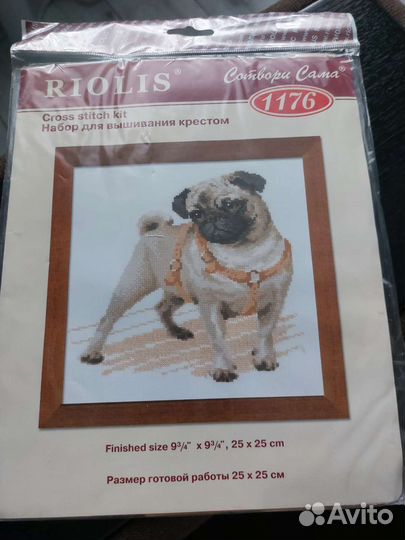 RIOLIS®
Сотвори Сама®
1176
Cross stitch kit
Набор для вышивания крестом
Finished size 9¾" x 9¾", 25 x 25 cm
Размер готовой работы 25 x 25 см
Avito